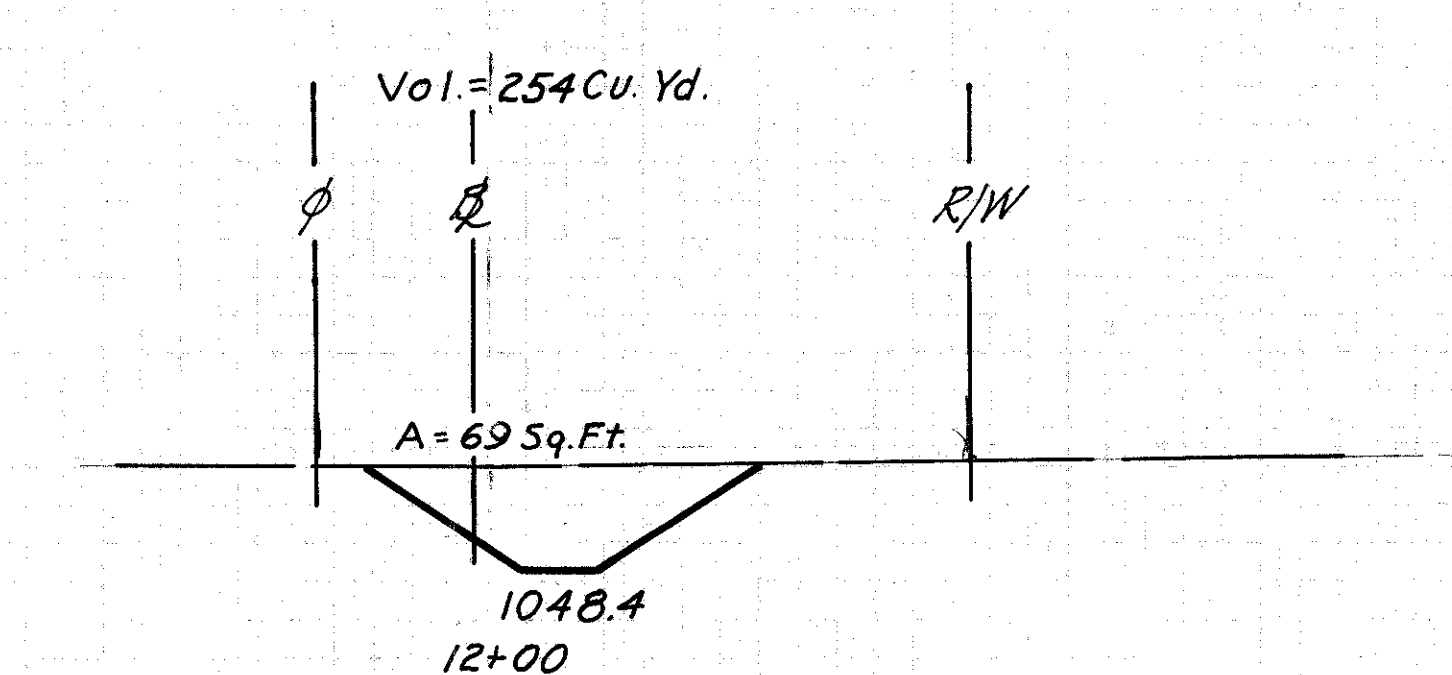 Vol. = 254 Cu. Yd.
R/W
A = 69 Sq. Ft.
1048.4
12+00